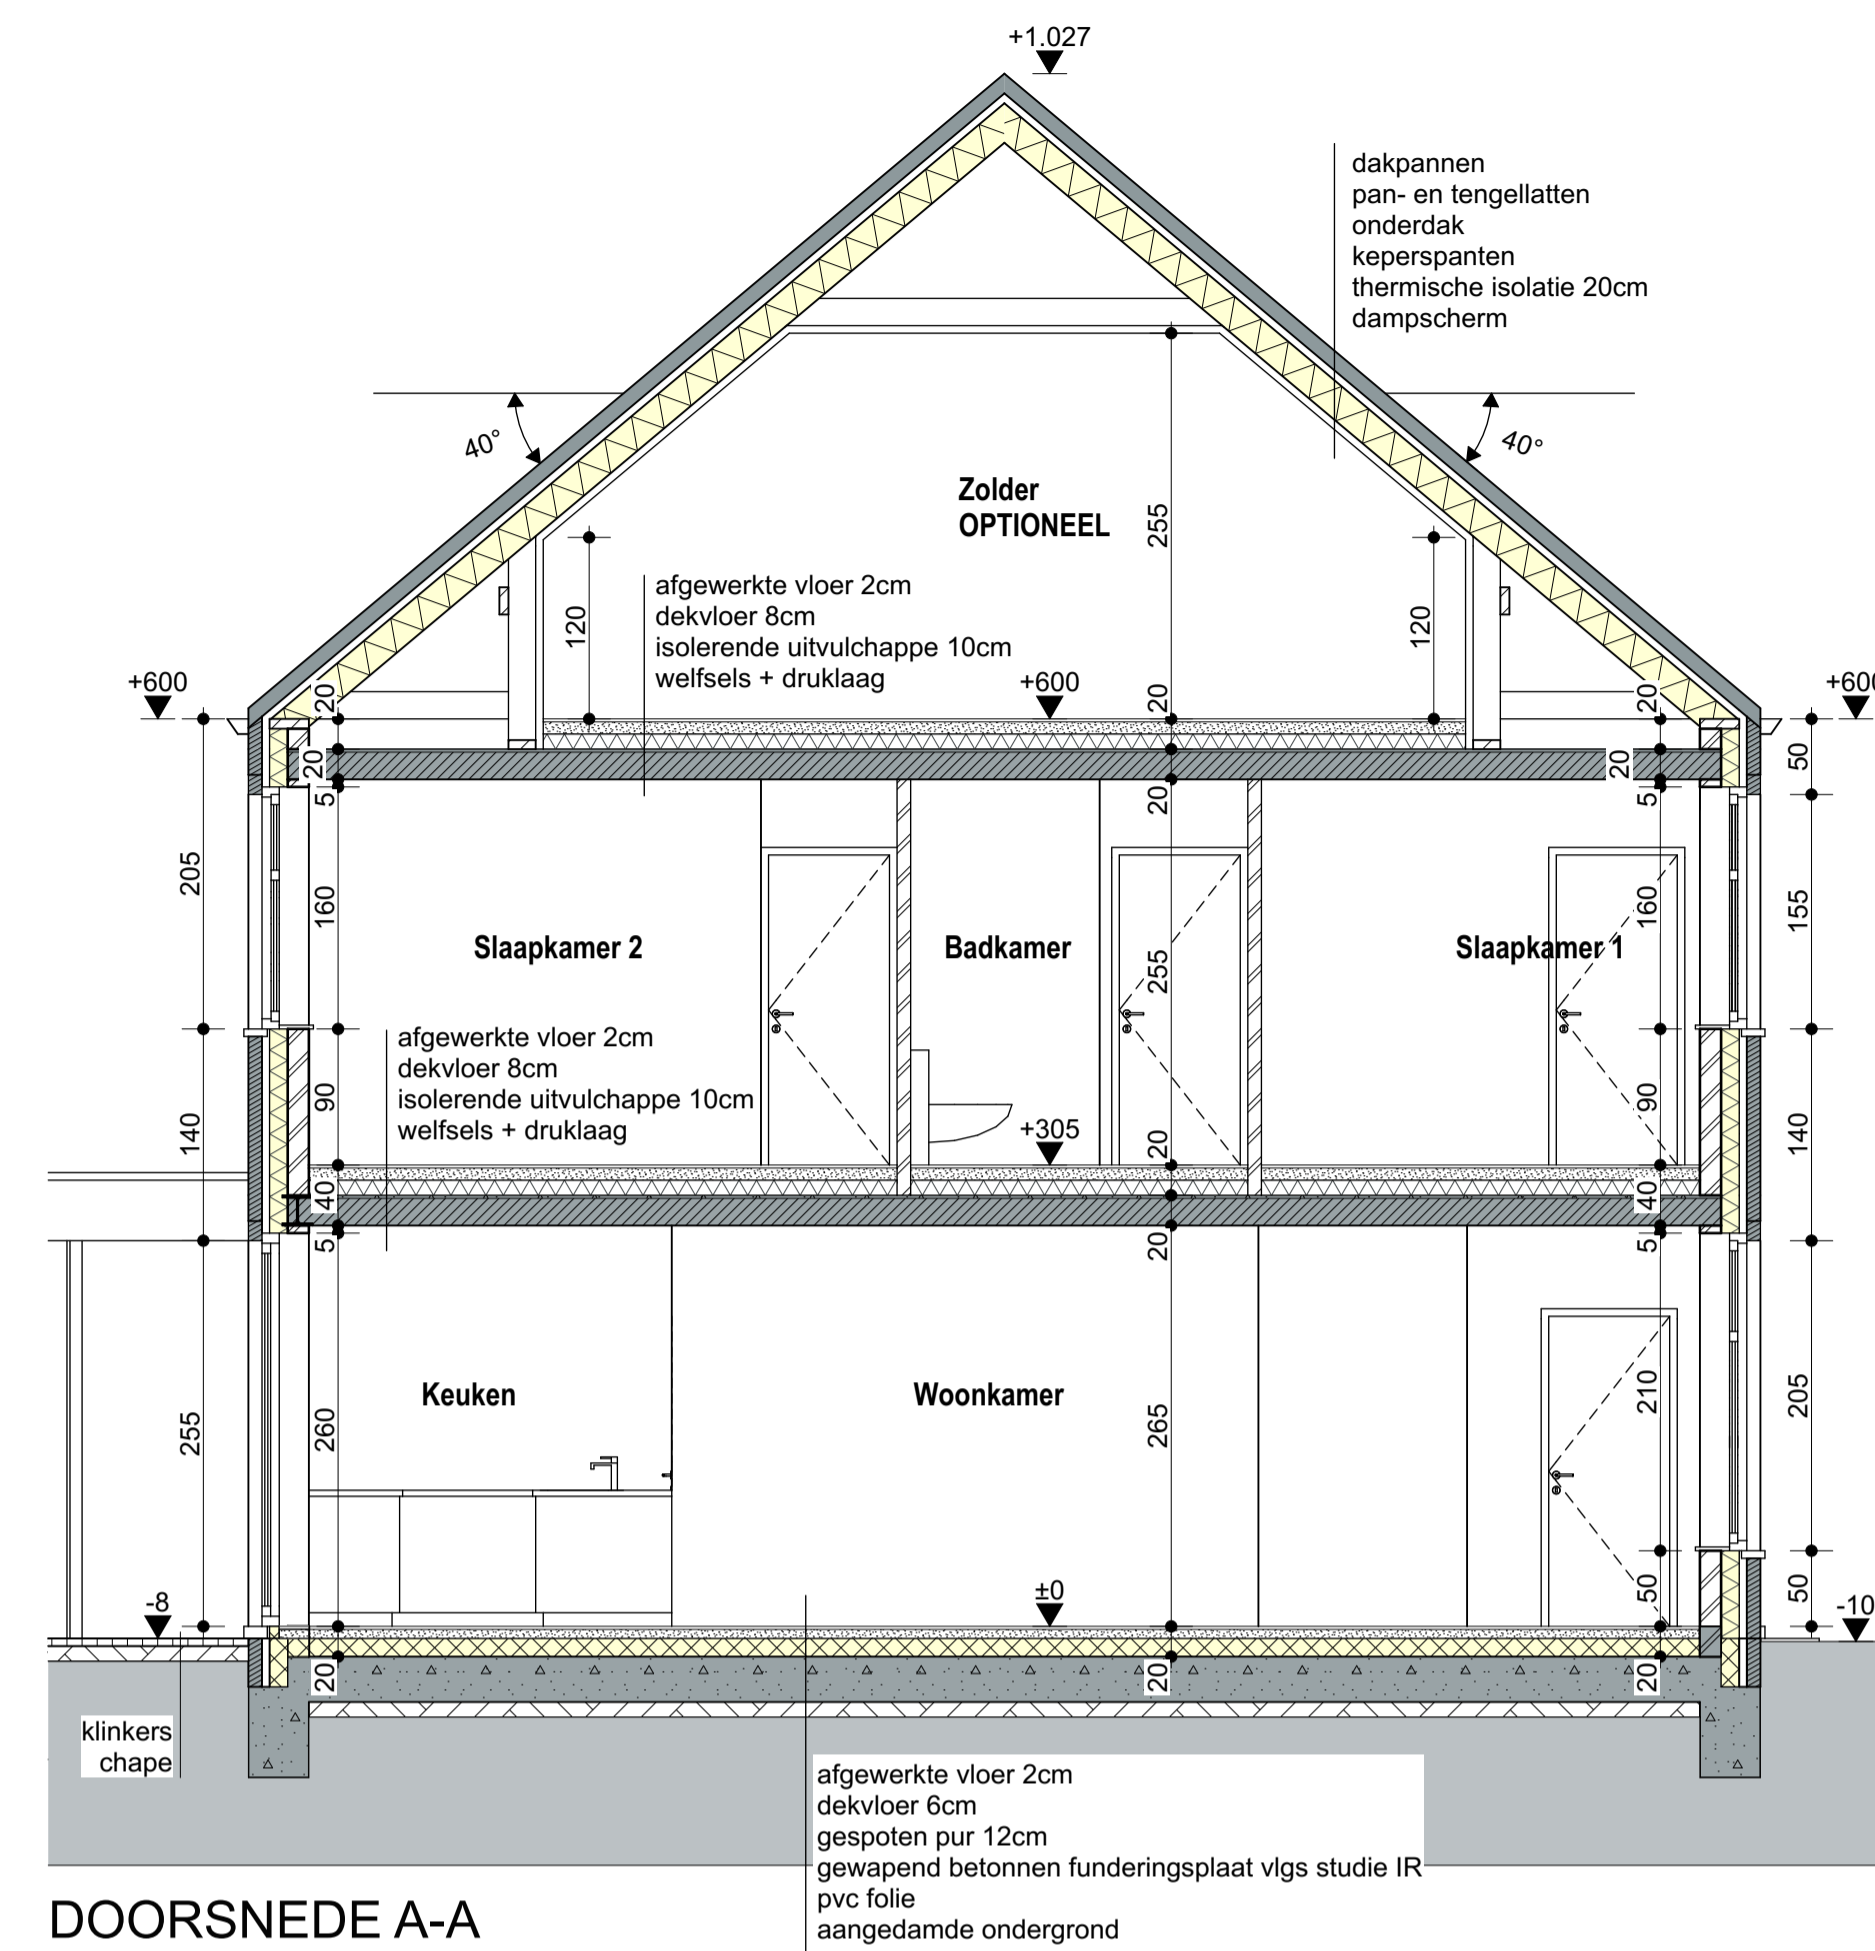 +1.027
dakpannen
pan- en tengellatten
onderdak
keperspanten
thermische isolatie 20cm
dampscherm
40°
40°
Zolder
OPTIONEEL
255
120
120
afgewerkte vloer 2cm
dekvloer 8cm
isolerende uitvulchappe 10cm
welfsels + druklaag
+600
+600
+600
20
20
20
20
20
50
5
20
5
205
160
155
160
Slaapkamer 2
Badkamer
Slaapkamer 1
255
afgewerkte vloer 2cm
dekvloer 8cm
isolerende uitvulchappe 10cm
welfsels + druklaag
90
90
140
140
+305
20
40
40
5
20
5
Keuken
Woonkamer
210
205
255
260
265
-8
±0
50
50
-10
20
20
20
klinkers
chape
afgewerkte vloer 2cm
dekvloer 6cm
gespoten pur 12cm
gewapend betonnen funderingsplaat vlgs studie IR
pvc folie
aangedamde ondergrond
DOORSNEDE A-A